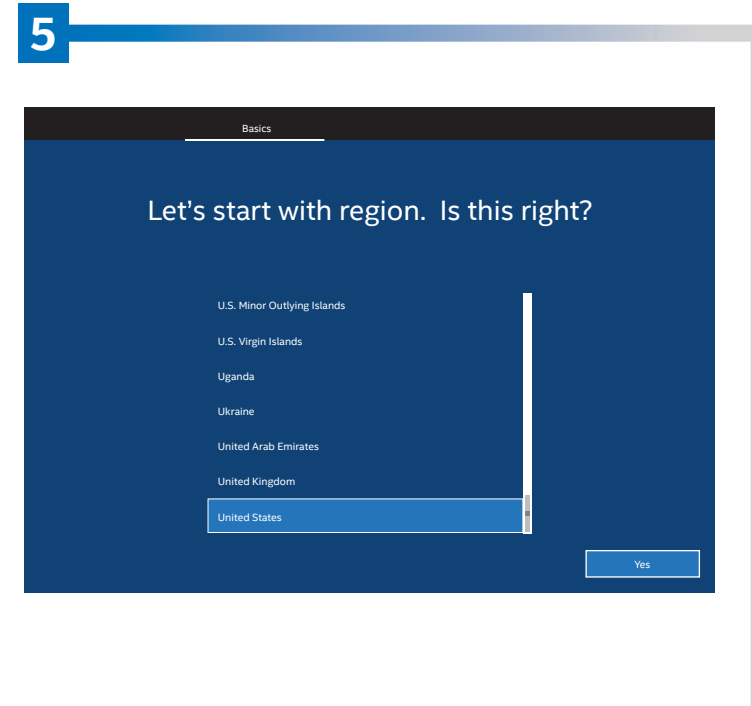 5
Basics
Let's start with region.  Is this right?
U.S. Minor Outlying Islands
U.S. Virgin Islands
Uganda
Ukraine
United Arab Emirates
United Kingdom
United States
Yes